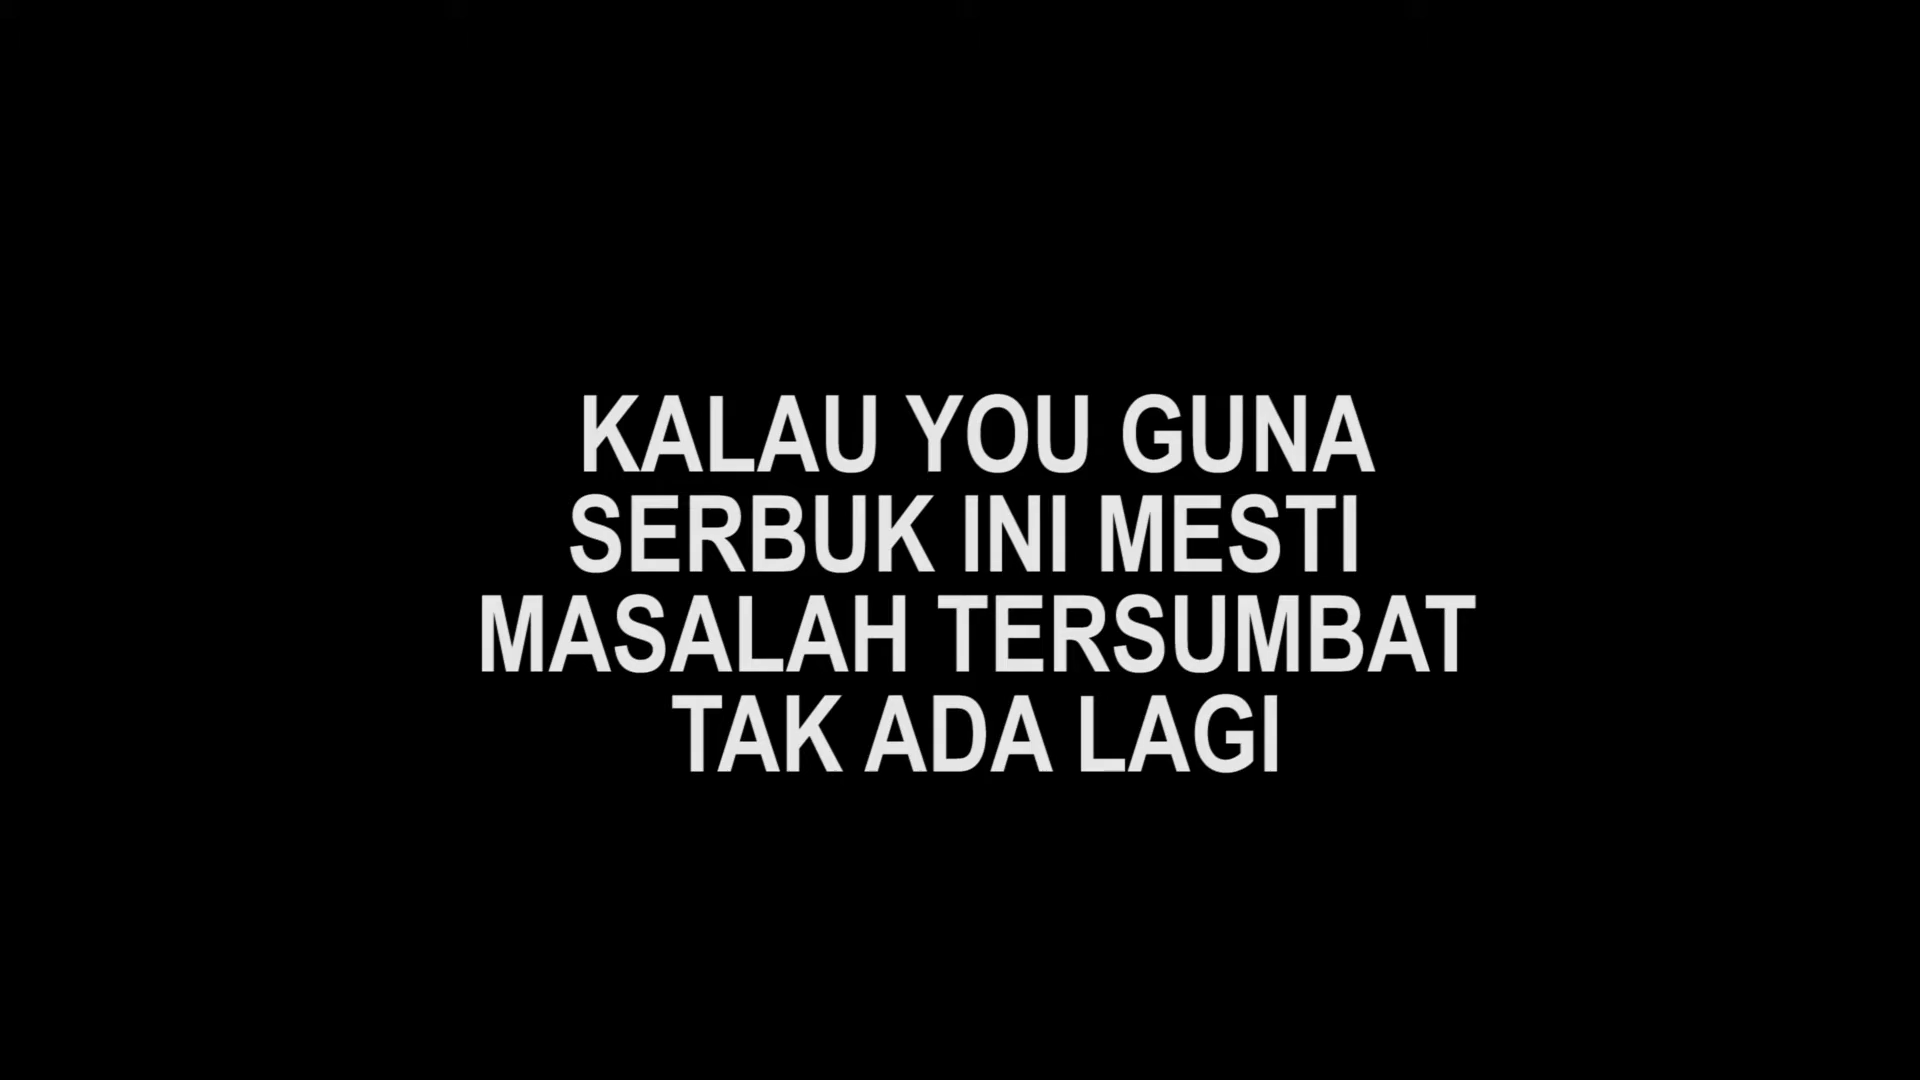 KALAU YOU GUNA
SERBUK INI MESTI
MASALAH TERSUMBAT
TAK ADA LAGI